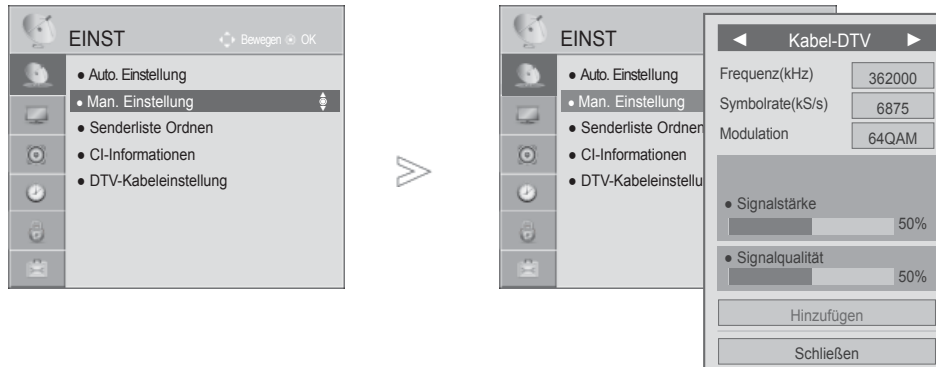 EINST
Bewegen OK
● Auto. Einstellung
● Man. Einstellung
● Senderliste Ordnen
● CI-Informationen
● DTV-Kabeleinstellung
EINST
● Auto. Einstellung
● Man. Einstellung
● Senderliste Ordnen
● CI-Informationen
● DTV-Kabeleinstellu
◄ Kabel-DTV ►
Frequenz(kHz) 362000
Symbolrate(kS/s) 6875
Modulation 64QAM
● Signalstärke
50%
● Signalqualität
50%
Hinzufügen
Schließen